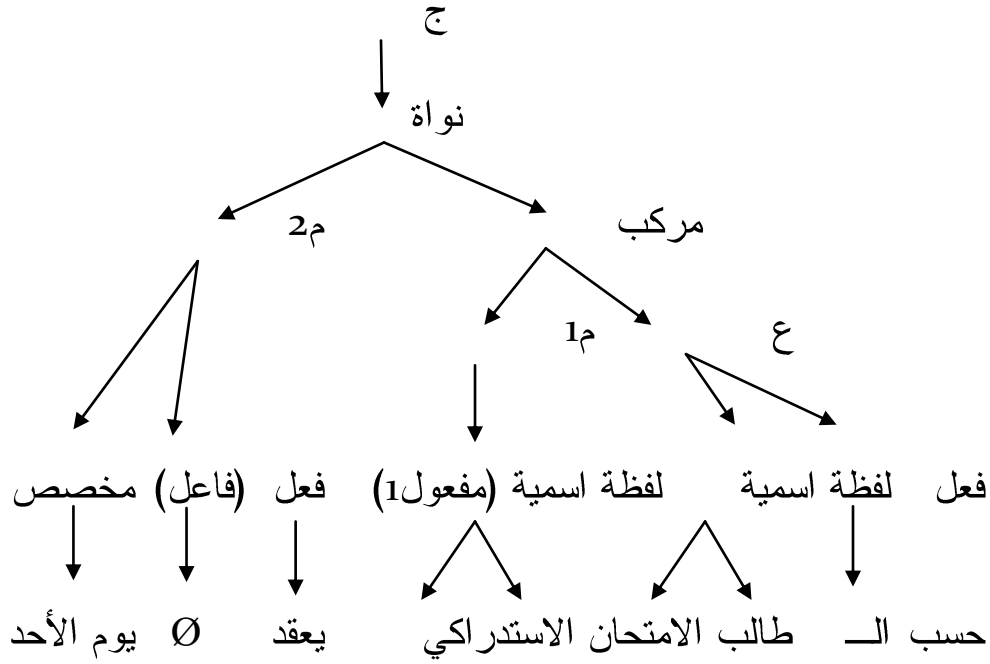 ج
نواة
مركب م2
ع م1
فعل لفظة اسمية لفظة اسمية (مفعول1) فعل (فاعل) مخصص
حسب الـــ طالب الامتحان الاستدراكي يعقد Ø يوم الأحد